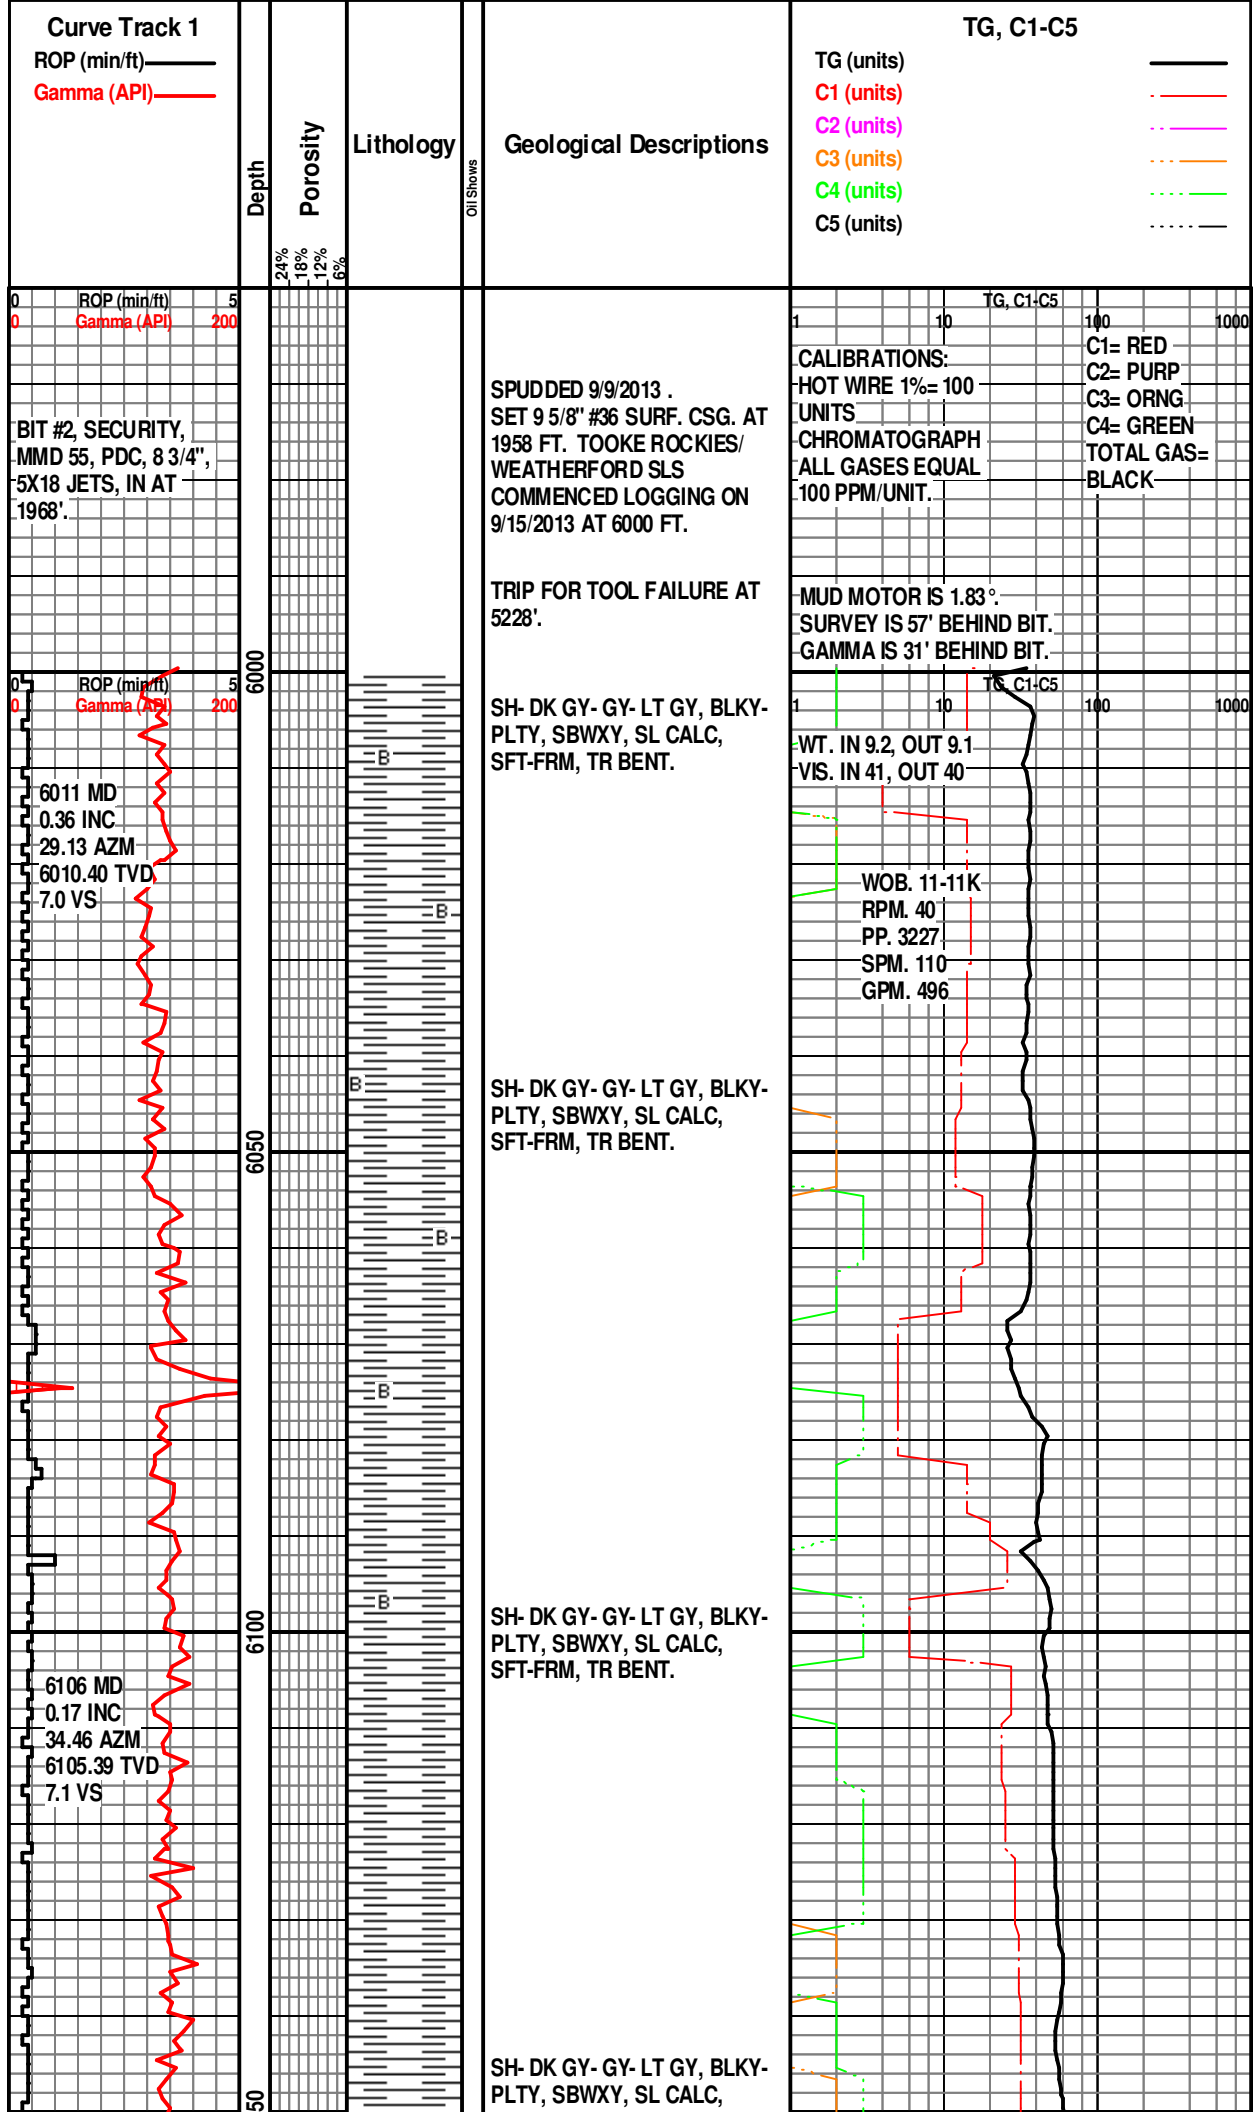 Curve Track 1
ROP (min/ft)
Gamma (API)
Depth
Porosity
24%
18%
12%
6%
Lithology
Oil Shows
Geological Descriptions
TG, C1-C5
TG (units)
C1 (units)
C2 (units)
C3 (units)
C4 (units)
C5 (units)
0 ROP (min/ft) 5
0 Gamma (API) 200
TG, C1-C5
1 10 100 1000
BIT #2, SECURITY,
MMD 55, PDC, 8 3/4",
5X18 JETS, IN AT
1968'.
SPUDDED 9/9/2013 .
SET 9 5/8" #36 SURF. CSG. AT
1958 FT. TOOKE ROCKIES/
WEATHERFORD SLS
COMMENCED LOGGING ON
9/15/2013 AT 6000 FT.
TRIP FOR TOOL FAILURE AT
5228'.
CALIBRATIONS:
HOT WIRE 1%= 100
UNITS
CHROMATOGRAPH
ALL GASES EQUAL
100 PPM/UNIT.
C1= RED
C2= PURP
C3= ORNG
C4= GREEN
TOTAL GAS=
BLACK
MUD MOTOR IS 1.83°.
SURVEY IS 57' BEHIND BIT.
GAMMA IS 31' BEHIND BIT.
6000
0 ROP (min/ft) 5
0 Gamma (API) 200
TG, C1-C5
1 10 100 1000
SH- DK GY- GY- LT GY, BLKY-
PLTY, SBWXY, SL CALC,
SFT-FRM, TR BENT.
WT. IN 9.2, OUT 9.1
VIS. IN 41, OUT 40
B
6011 MD
0.36 INC
29.13 AZM
6010.40 TVD
7.0 VS
B
WOB. 11-11K
RPM. 40
PP. 3227
SPM. 110
GPM. 496
B
SH- DK GY- GY- LT GY, BLKY-
PLTY, SBWXY, SL CALC,
SFT-FRM, TR BENT.
6050
B
B
B
6100
SH- DK GY- GY- LT GY, BLKY-
PLTY, SBWXY, SL CALC,
SFT-FRM, TR BENT.
6106 MD
0.17 INC
34.46 AZM
6105.39 TVD
7.1 VS
SH- DK GY- GY- LT GY, BLKY-
PLTY, SBWXY, SL CALC,
50